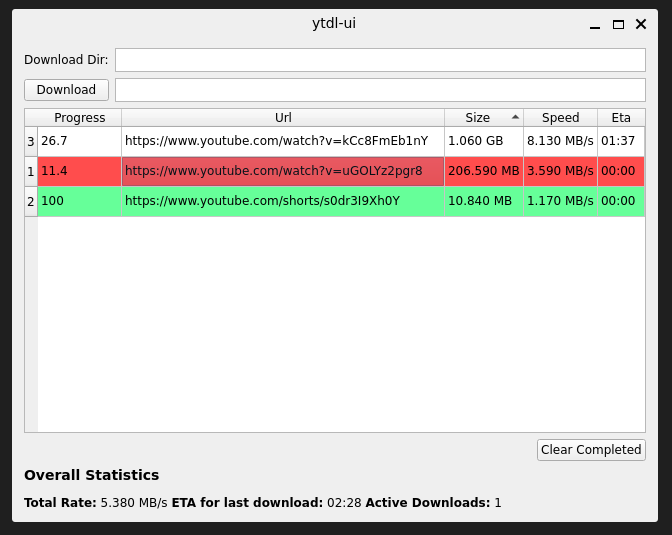 ytdl-ui
Download Dir:
Download
Progress Url Size Speed Eta
3 26.7 https://www.youtube.com/watch?v=kCc8FmEb1nY 1.060 GB 8.130 MB/s 01:37
1 11.4 https://www.youtube.com/watch?v=uGOLYz2pgr8 206.590 MB 3.590 MB/s 00:00
2 100 https://www.youtube.com/shorts/s0dr3I9Xh0Y 10.840 MB 1.170 MB/s 00:00
Clear Completed
Overall Statistics
Total Rate: 5.380 MB/s ETA for last download: 02:28 Active Downloads: 1